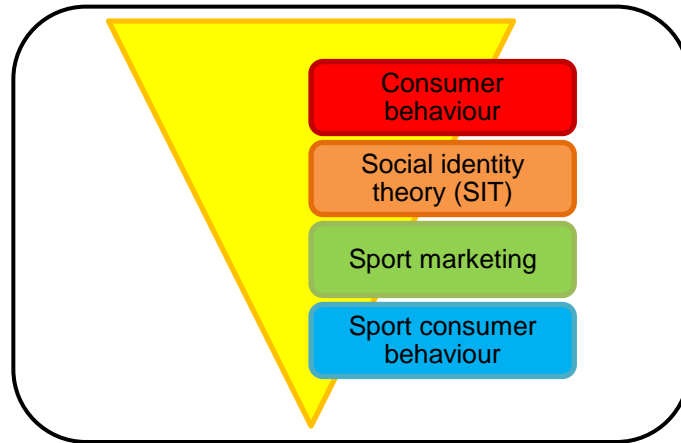 Consumer
behaviour
Social identity
theory (SIT)
Sport marketing
Sport consumer
behaviour